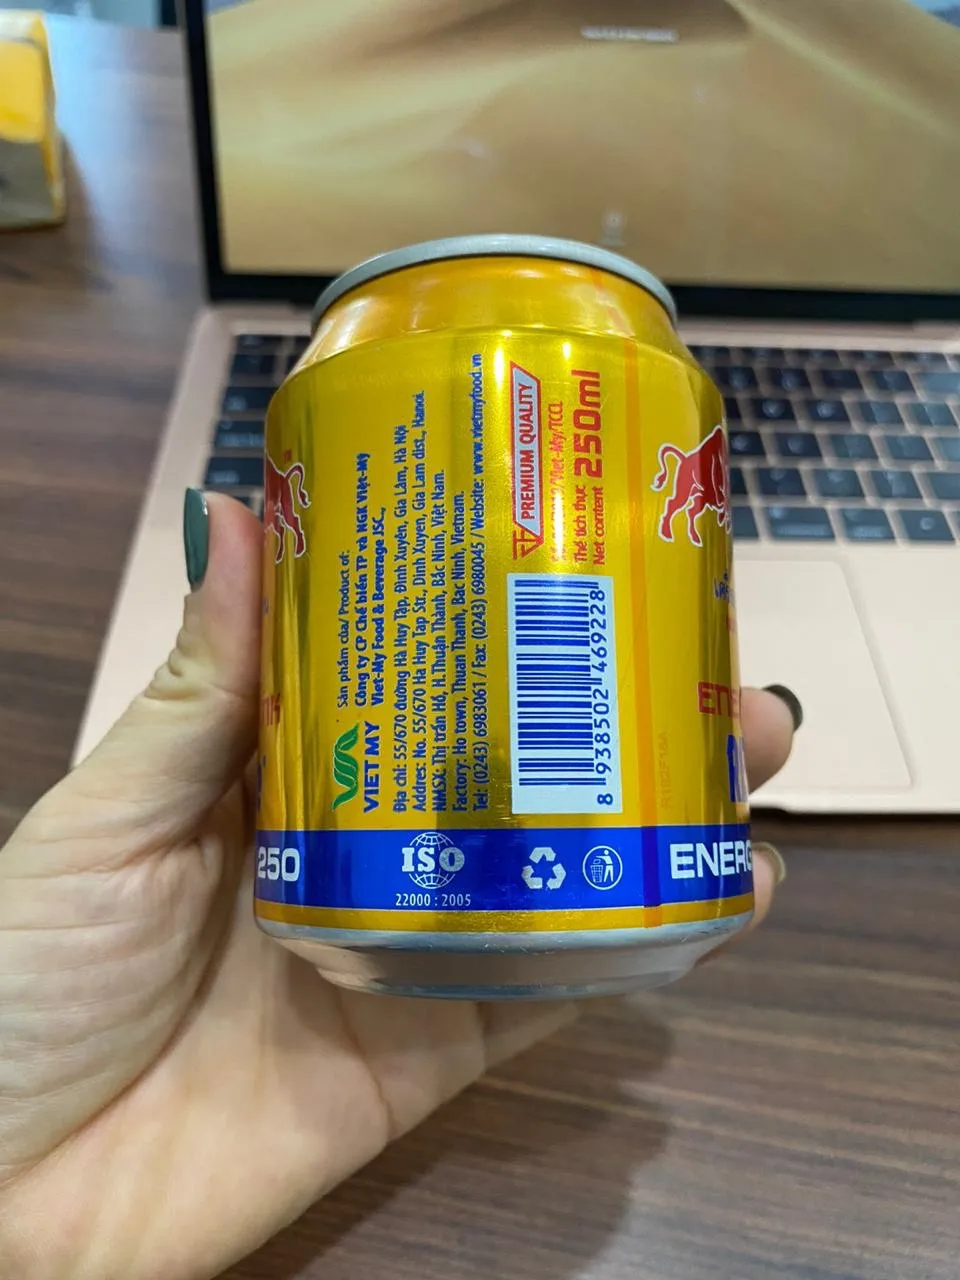 Sản phẩm của/ Product of:
Công ty CP Chế biến TP và NGK Việt-Mỹ
Viet-My Food & Beverage JSC.,
VIET MY
Địa chỉ: 55/670 đường Hà Huy Tập, Đình Xuyên, Gia Lâm, Hà Nội
Addres: No. 55/670 Ha Huy Tap Str., Dinh Xuyen, Gia Lam dist., Hanoi.
NMSX: Thị trấn Hồ, H. Thuận Thành, Bắc Ninh, Việt Nam.
Factory: Ho town, Thuan Thanh, Bac Ninh, Vietnam.
Tel: (0243) 6983061 / Fax: (0243) 6980045 / Website: www.vietmyfood.vn
PREMIUM QUALITY
/Viet-My/TCCL
Thể tích thực
Net content 250ml
8 938502 469228
250
ISO
22000 : 2005
ENERG